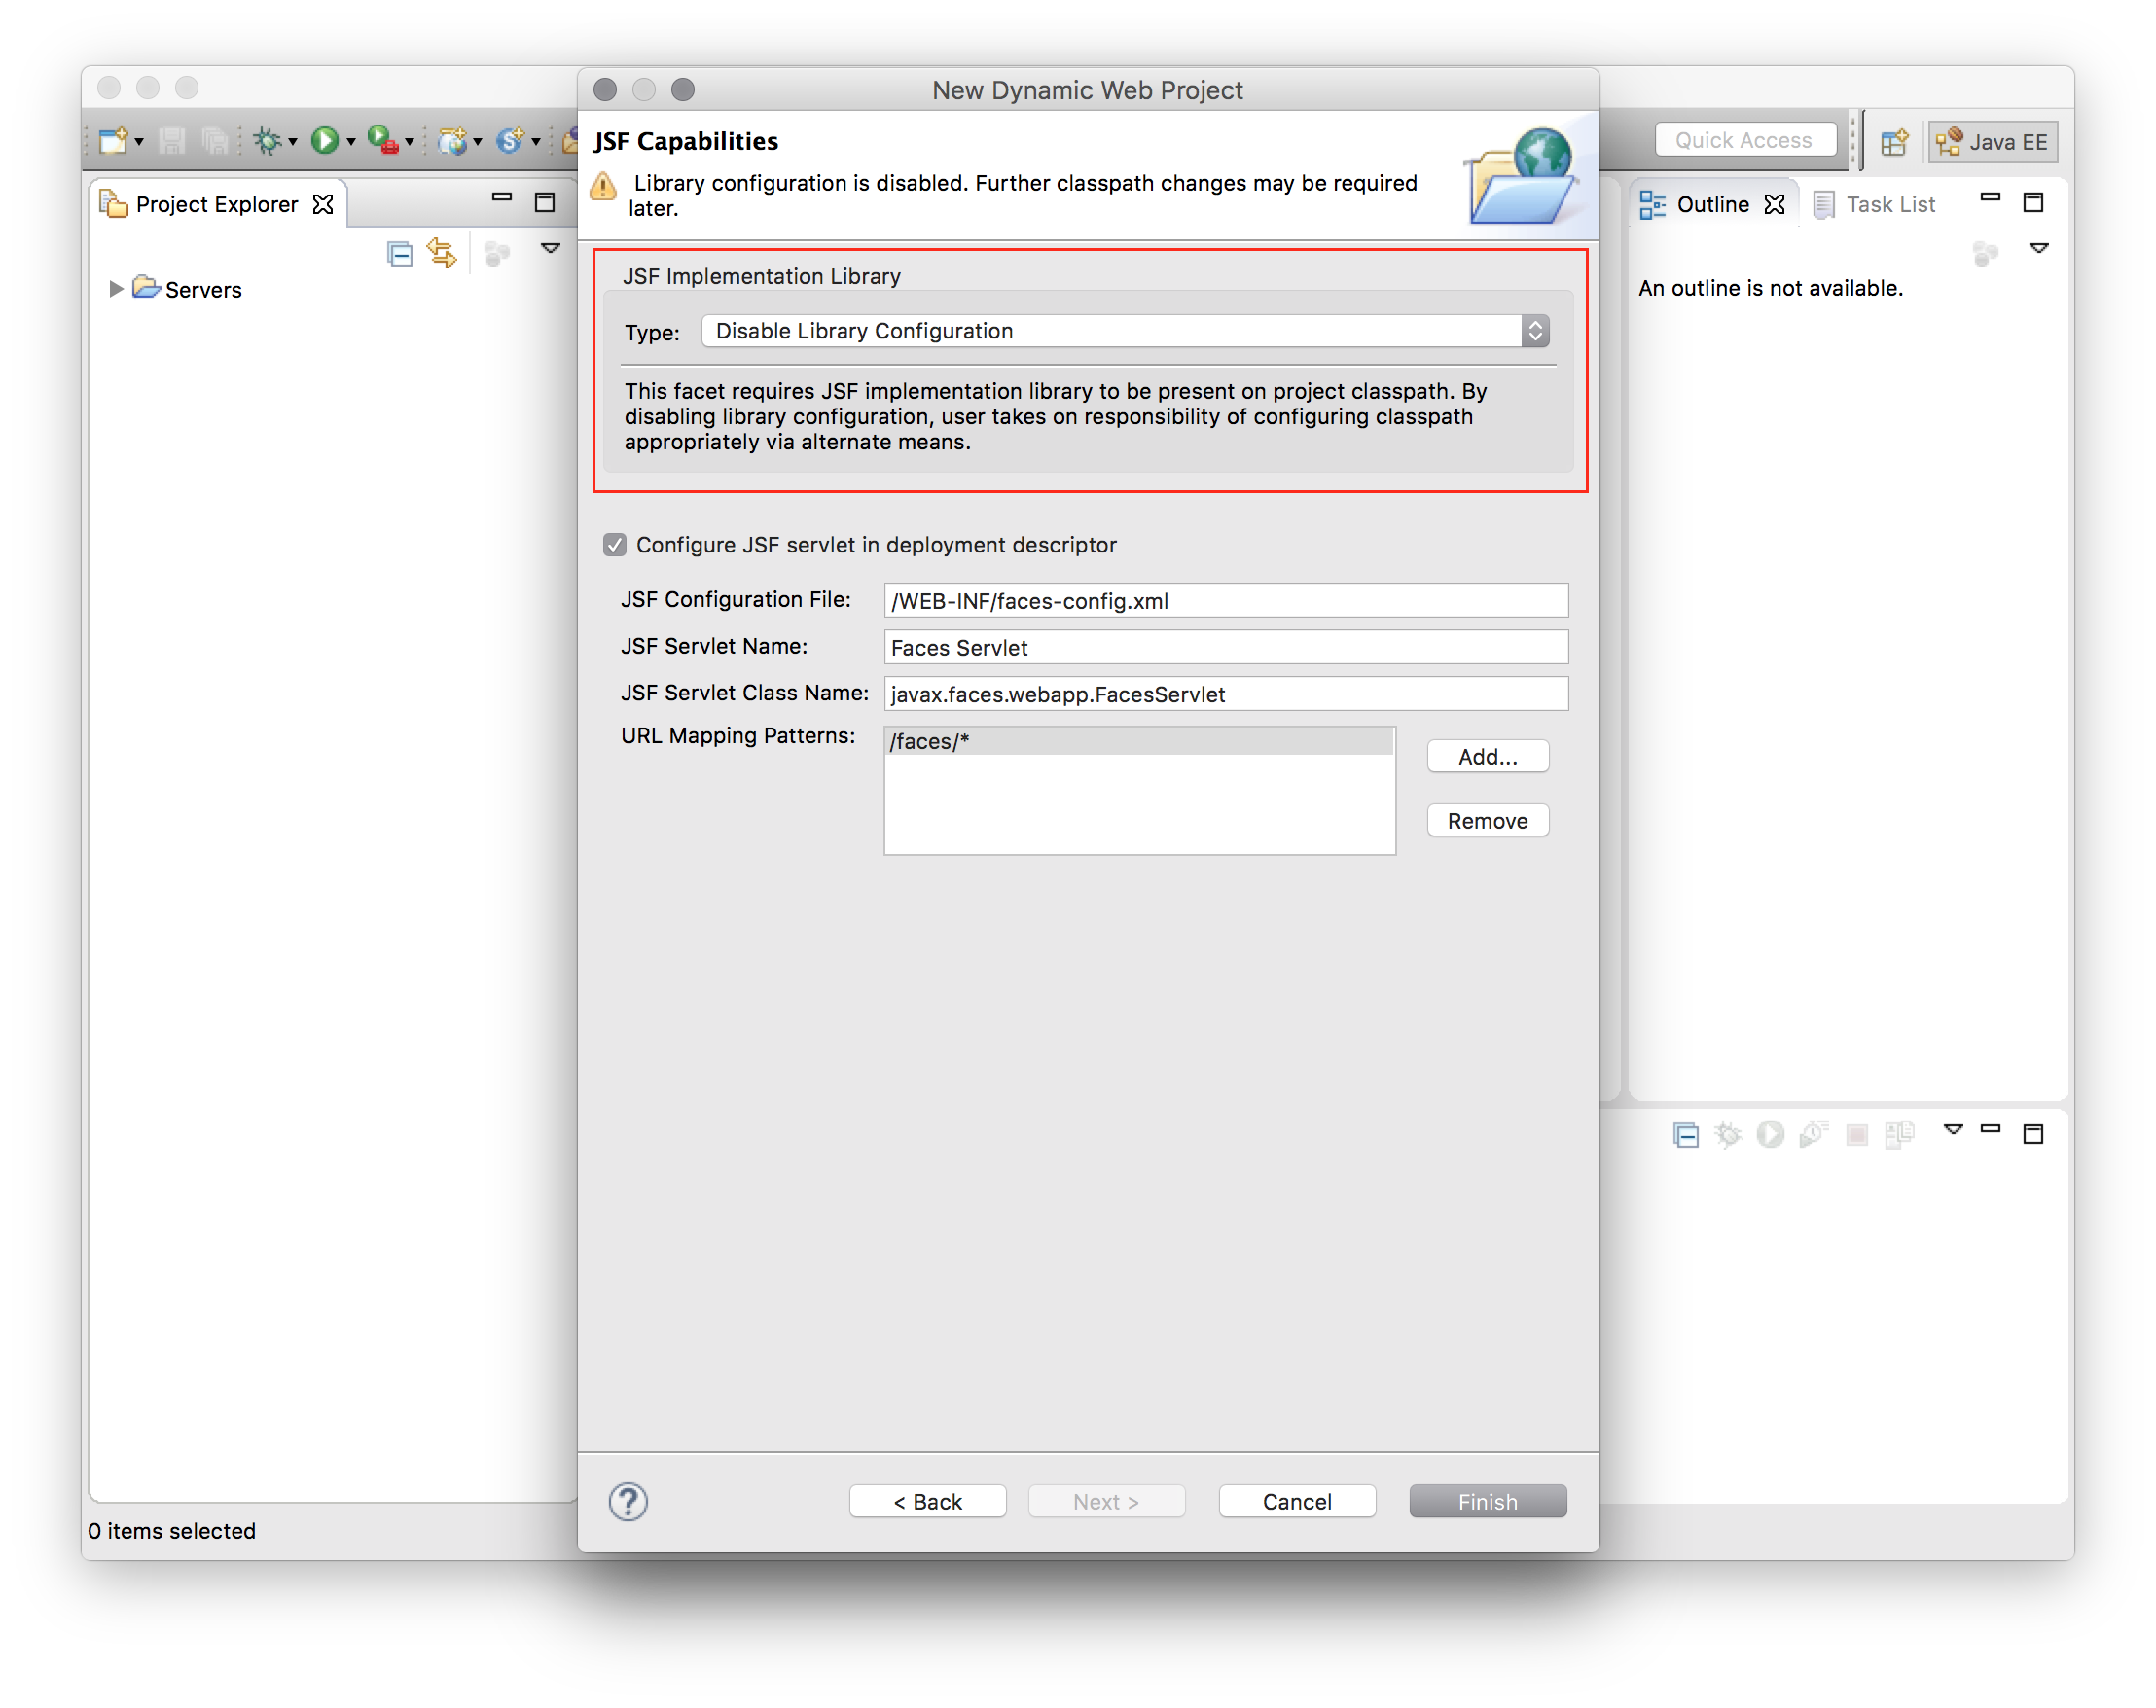 New Dynamic Web Project
Quick Access
Java EE
JSF Capabilities
Library configuration is disabled. Further classpath changes may be required
later.
Project Explorer
Servers
Outline
Task List
An outline is not available.
JSF Implementation Library
Type:
Disable Library Configuration
This facet requires JSF implementation library to be present on project classpath. By
disabling library configuration, user takes on responsibility of configuring classpath
appropriately via alternate means.
Configure JSF servlet in deployment descriptor
JSF Configuration File:
/WEB-INF/faces-config.xml
JSF Servlet Name:
Faces Servlet
JSF Servlet Class Name:
javax.faces.webapp.FacesServlet
URL Mapping Patterns:
/faces/*
Add...
Remove
< Back
Next >
Cancel
Finish
0 items selected